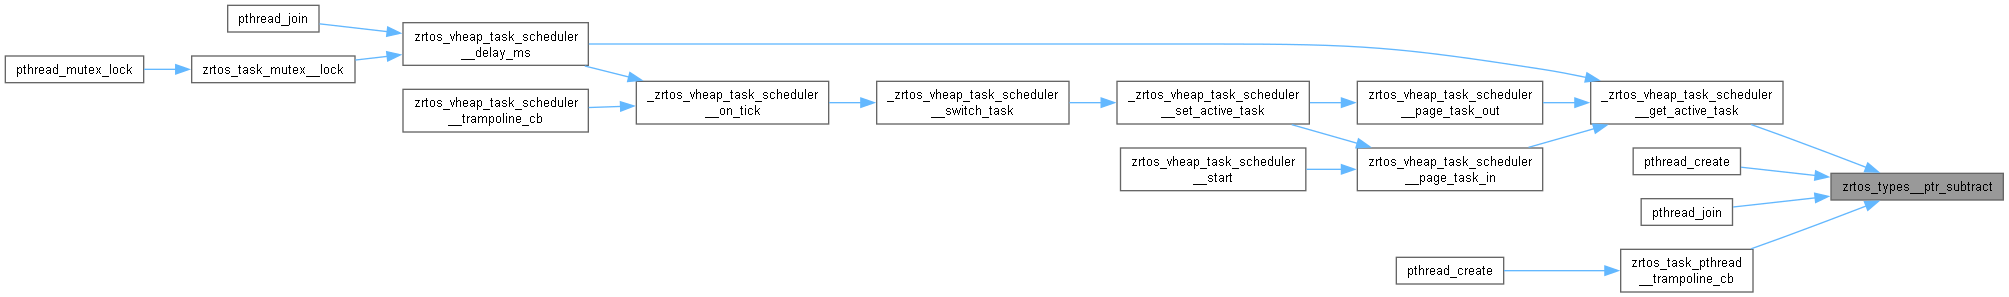 pthread_join
zrtos_vheap_task_scheduler
__delay_ms
pthread_mutex_lock
zrtos_task_mutex__lock
zrtos_vheap_task_scheduler
__trampoline_cb
_zrtos_vheap_task_scheduler
__on_tick
_zrtos_vheap_task_scheduler
__switch_task
_zrtos_vheap_task_scheduler
__set_active_task
zrtos_vheap_task_scheduler
__page_task_out
_zrtos_vheap_task_scheduler
__get_active_task
zrtos_vheap_task_scheduler
__start
zrtos_vheap_task_scheduler
__page_task_in
pthread_create
zrtos_types__ptr_subtract
pthread_join
pthread_create
zrtos_task_pthread
__trampoline_cb